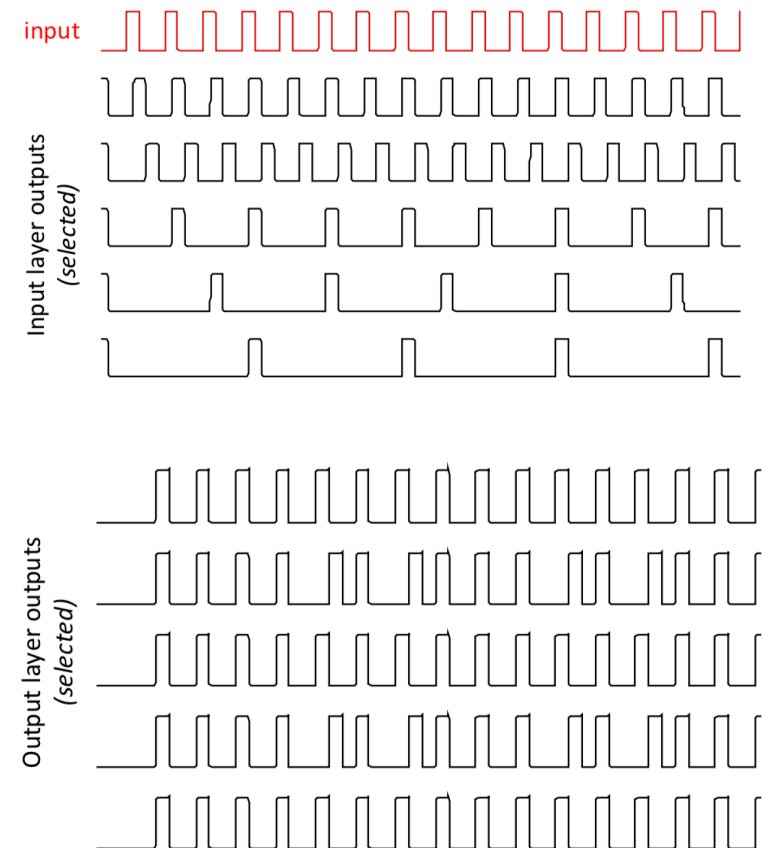 input
Input layer outputs
(selected)
Output layer outputs
(selected)